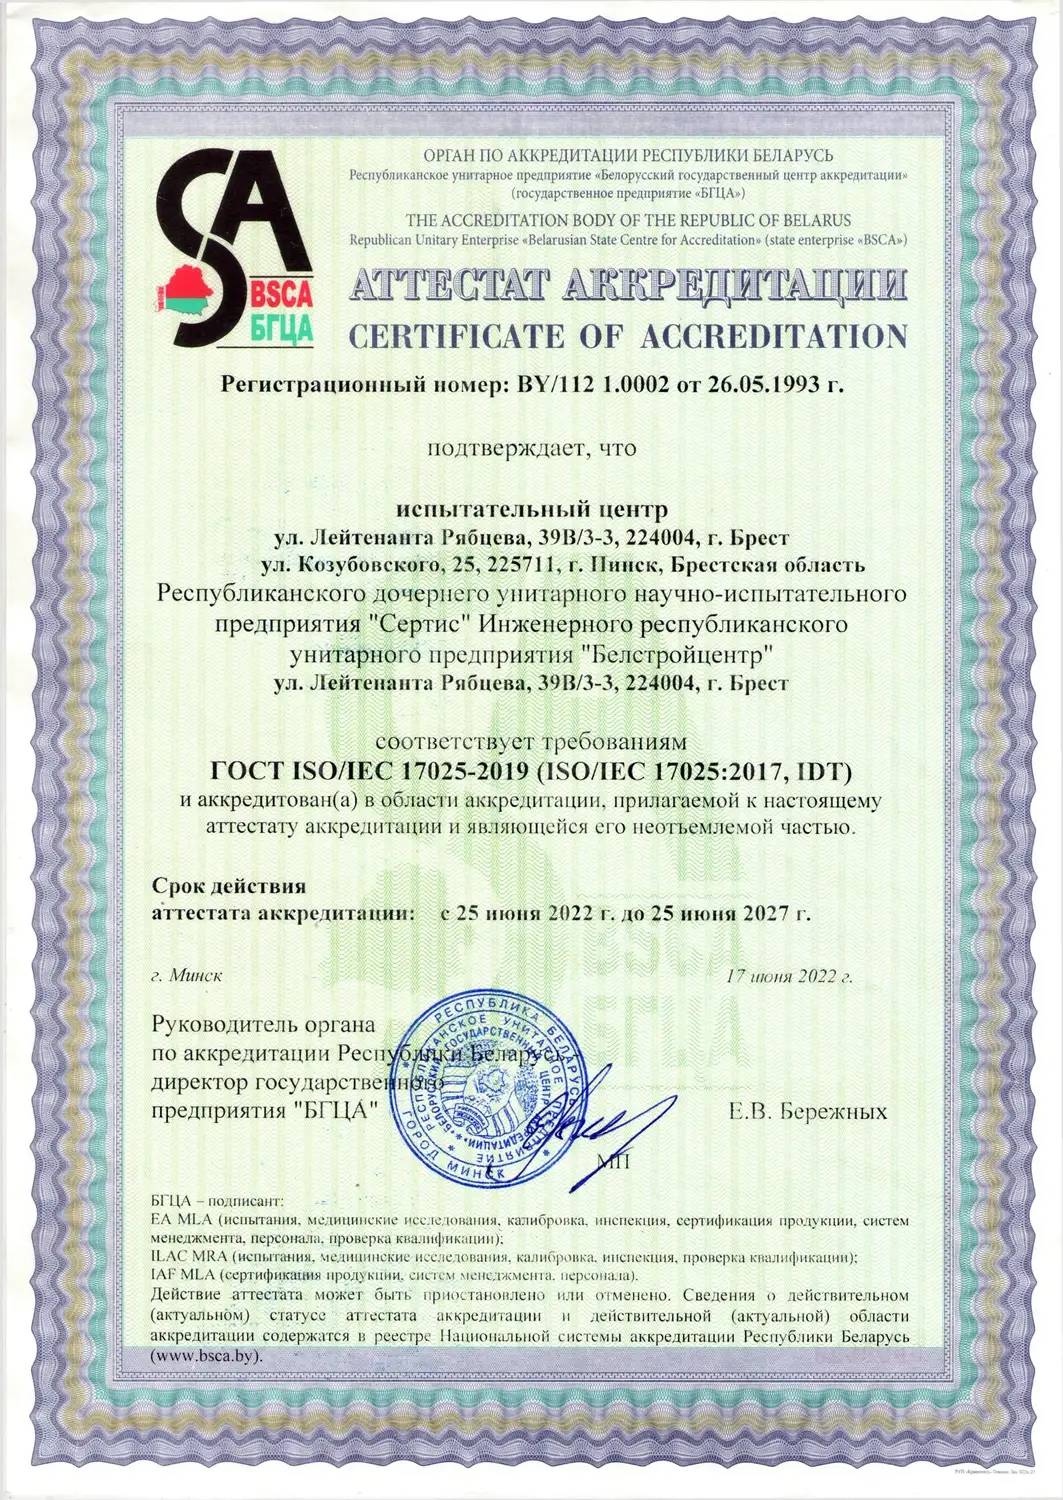 ОРГАН ПО АККРЕДИТАЦИИ РЕСПУБЛИКИ БЕЛАРУСЬ
Республиканское унитарное предприятие «Белорусский государственный центр аккредитации»
(государственное предприятие «БГЦА»)
THE ACCREDITATION BODY OF THE REPUBLIC OF BELARUS
Republican Unitary Enterprise «Belarusian State Centre for Accreditation» (state enterprise «BSCA»)
BSCA
БГЦА
АТТЕСТАТ АККРЕДИТАЦИИ
CERTIFICATE OF ACCREDITATION
Регистрационный номер: BY/112 1.0002 от 26.05.1993 г.
подтверждает, что
испытательный центр
ул. Лейтенанта Рябцева, 39В/3-3, 224004, г. Брест
ул. Козубовского, 25, 225711, г. Пинск, Брестская область
Республиканского дочернего унитарного научно-испытательного
предприятия "Сертис" Инженерного республиканского
унитарного предприятия "Белстройцентр"
ул. Лейтенанта Рябцева, 39В/3-3, 224004, г. Брест
соответствует требованиям
ГОСТ ISO/IEC 17025-2019 (ISO/IEC 17025:2017, IDT)
и аккредитован(а) в области аккредитации, прилагаемой к настоящему
аттестату аккредитации и являющейся его неотъемлемой частью.
Срок действия
аттестата аккредитации: с 25 июня 2022 г. до 25 июня 2027 г.
г. Минск 17 июня 2022 г.
Руководитель органа
по аккредитации Республики Беларусь -
директор государственного
предприятия "БГЦА" Е.В. Бережных
МП
РЕСПУБЛИКА БЕЛАРУСЬ * ГОРОД МИНСК *
РЕСПУБЛИКАНСКОЕ УНИТАРНОЕ ПРЕДПРИЯТИЕ
"БЕЛОРУССКИЙ ГОСУДАРСТВЕННЫЙ ЦЕНТР АККРЕДИТАЦИИ"
БГЦА – подписант:
EA MLA (испытания, медицинские исследования, калибровка, инспекция, сертификация продукции, систем
менеджмента, персонала, проверка квалификации);
ILAC MRA (испытания, медицинские исследования, калибровка, инспекция, проверка квалификации);
IAF MLA (сертификация продукции, систем менеджмента, персонала).
Действие аттестата может быть приостановлено или отменено. Сведения о действительном
(актуальном) статусе аттестата аккредитации и действительной (актуальной) области
аккредитации содержатся в реестре Национальной системы аккредитации Республики Беларусь
(www.bsca.by).